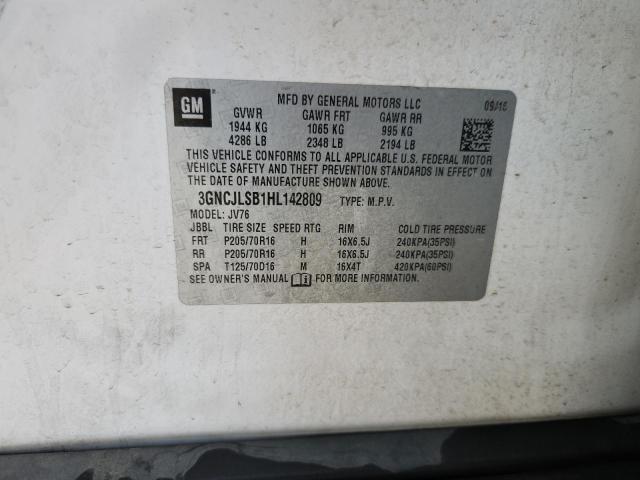 GM
MFD BY GENERAL MOTORS LLC
09/16
GVWR GAWR FRT GAWR RR
1944 KG 1065 KG 995 KG
4286 LB 2348 LB 2194 LB
THIS VEHICLE CONFORMS TO ALL APPLICABLE U.S. FEDERAL MOTOR
VEHICLE SAFETY AND THEFT PREVENTION STANDARDS IN EFFECT ON
DATE OF MANUFACTURE SHOWN ABOVE.
3GNCJLSB1HL142809 TYPE: M.P.V.
MODEL: JV76
JBBL TIRE SIZE SPEED RTG RIM COLD TIRE PRESSURE
FRT P205/70R16 H 16X6.5J 240KPA(35PSI)
RR P205/70R16 H 16X6.5J 240KPA(35PSI)
SPA T125/70D16 M 16X4T 420KPA(60PSI)
SEE OWNER'S MANUAL FOR MORE INFORMATION.